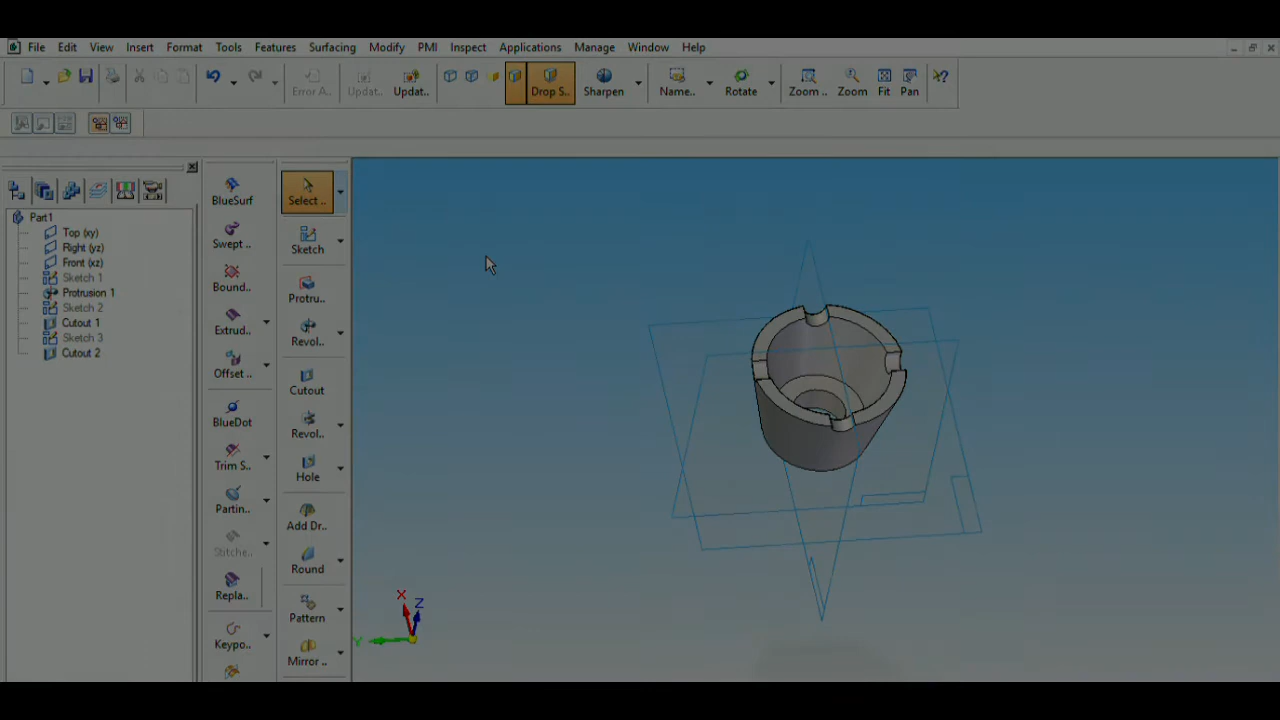 File Edit View Insert Format Tools Features Surfacing Modify PMI Inspect Applications Manage Window Help
Error A.. Updat.. Updat.. Drop S.. Sharpen Name.. Rotate Zoom .. Zoom Fit Pan
Part1
Top (xy)
Right (yz)
Front (xz)
Sketch 1
Protrusion 1
Sketch 2
Cutout 1
Sketch 3
Cutout 2
BlueSurf
Swept ..
Bound..
Extrud..
Offset ..
BlueDot
Trim S..
Partin..
Stitche..
Repla..
Keypo..
Select ..
Sketch
Protru..
Revol..
Cutout
Revol..
Hole
Add Dr..
Round
Pattern
Mirror ..
X
Z
Y